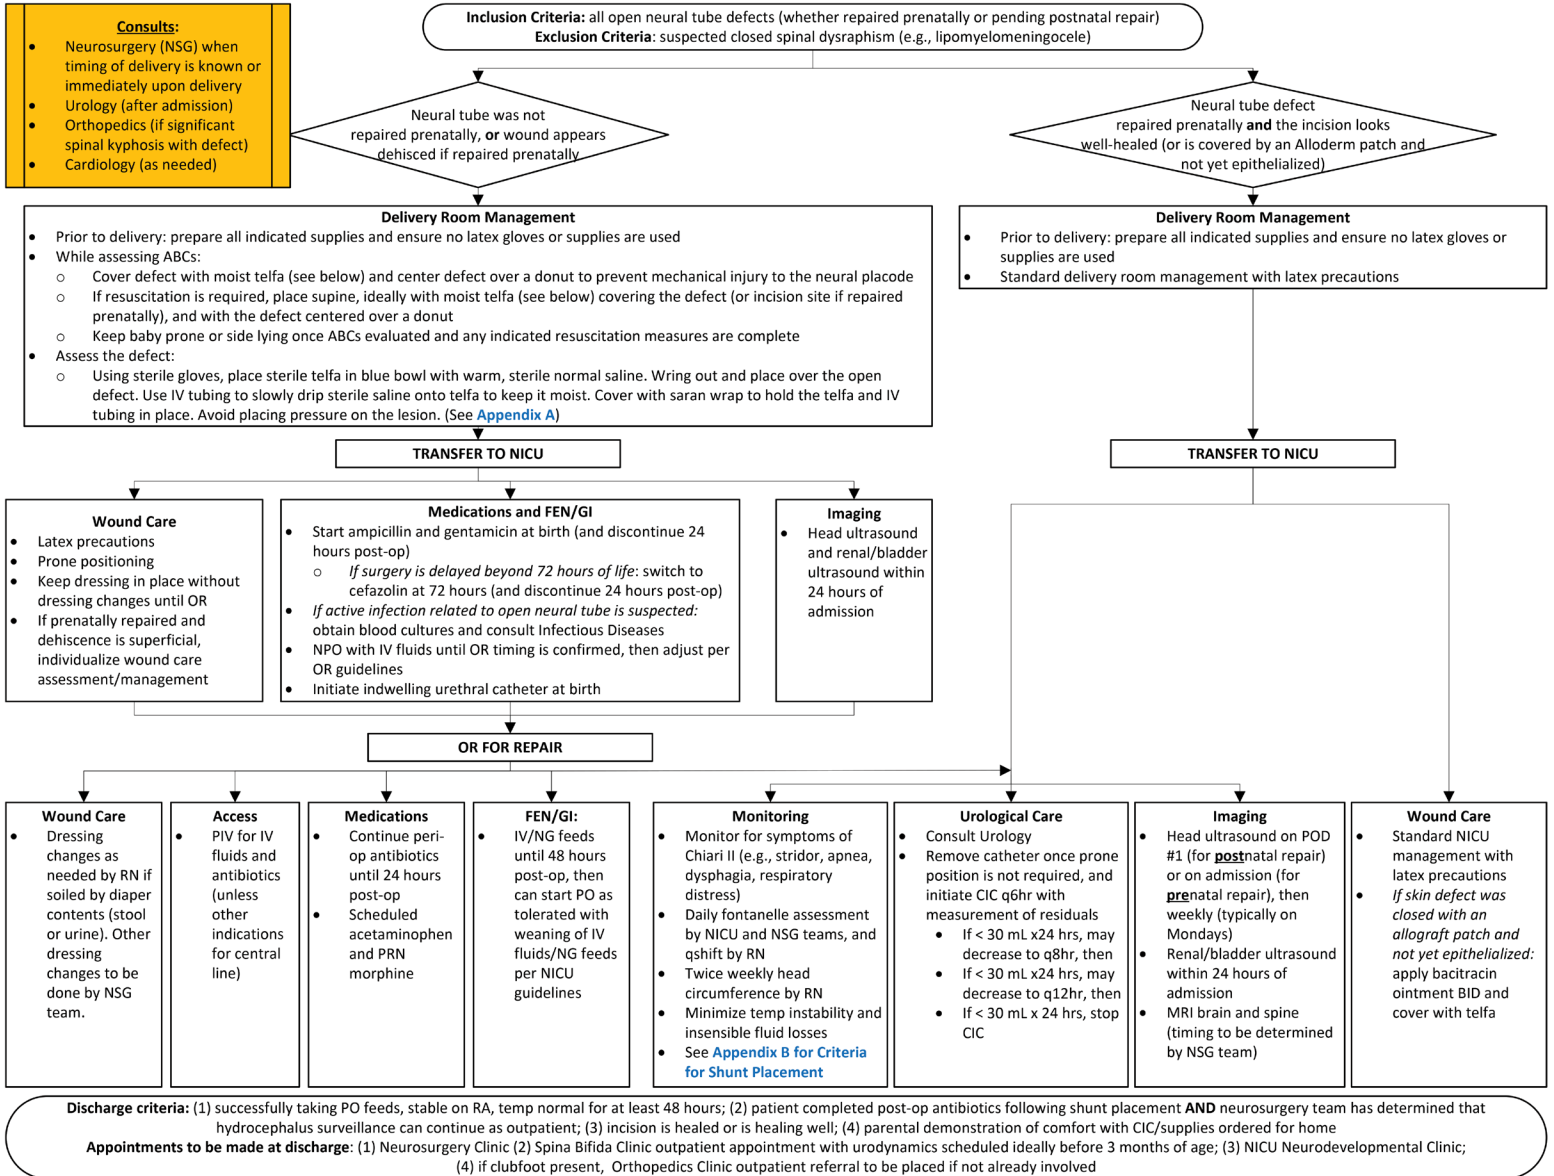 Consults:
• Neurosurgery (NSG) when
timing of delivery is known or
immediately upon delivery
• Urology (after admission)
• Orthopedics (if significant
spinal kyphosis with defect)
• Cardiology (as needed)
Inclusion Criteria: all open neural tube defects (whether repaired prenatally or pending postnatal repair)
Exclusion Criteria: suspected closed spinal dysraphism (e.g., lipomyelomeningocele)
Neural tube was not
repaired prenatally, or wound appears
dehisced if repaired prenatally
Neural tube defect
repaired prenatally and the incision looks
well-healed (or is covered by an Alloderm patch and
not yet epithelialized)
Delivery Room Management
• Prior to delivery: prepare all indicated supplies and ensure no latex gloves or supplies are used
• While assessing ABCs:
o Cover defect with moist telfa (see below) and center defect over a donut to prevent mechanical injury to the neural placode
o If resuscitation is required, place supine, ideally with moist telfa (see below) covering the defect (or incision site if repaired
prenatally), and with the defect centered over a donut
o Keep baby prone or side lying once ABCs evaluated and any indicated resuscitation measures are complete
• Assess the defect:
o Using sterile gloves, place sterile telfa in blue bowl with warm, sterile normal saline. Wring out and place over the open
defect. Use IV tubing to slowly drip sterile saline onto telfa to keep it moist. Cover with saran wrap to hold the telfa and IV
tubing in place. Avoid placing pressure on the lesion. (See Appendix A)
Delivery Room Management
• Prior to delivery: prepare all indicated supplies and ensure no latex gloves or
supplies are used
• Standard delivery room management with latex precautions
TRANSFER TO NICU
TRANSFER TO NICU
Wound Care
• Latex precautions
• Prone positioning
• Keep dressing in place without
dressing changes until OR
• If prenatally repaired and
dehiscence is superficial,
individualize wound care
assessment/management
Medications and FEN/GI
• Start ampicillin and gentamicin at birth (and discontinue 24
hours post-op)
o If surgery is delayed beyond 72 hours of life: switch to
cefazolin at 72 hours (and discontinue 24 hours post-op)
• If active infection related to open neural tube is suspected:
obtain blood cultures and consult Infectious Diseases
• NPO with IV fluids until OR timing is confirmed, then adjust per
OR guidelines
• Initiate indwelling urethral catheter at birth
Imaging
• Head ultrasound
and renal/bladder
ultrasound within
24 hours of
admission
OR FOR REPAIR
Wound Care
• Dressing
changes as
needed by RN if
soiled by diaper
contents (stool
or urine). Other
dressing
changes to be
done by NSG
team.
Access
• PIV for IV
fluids and
antibiotics
(unless
other
indications
for central
line)
Medications
• Continue peri-
op antibiotics
until 24 hours
post-op
• Scheduled
acetaminophen
and PRN
morphine
FEN/GI:
• IV/NG feeds
until 48 hours
post-op, then
can start PO as
tolerated with
weaning of IV
fluids/NG feeds
per NICU
guidelines
Monitoring
• Monitor for symptoms of
Chiari II (e.g., stridor, apnea,
dysphagia, respiratory
distress)
• Daily fontanelle assessment
by NICU and NSG teams, and
qshift by RN
• Twice weekly head
circumference by RN
• Minimize temp instability and
insensible fluid losses
• See Appendix B for Criteria
for Shunt Placement
Urological Care
• Consult Urology
• Remove catheter once prone
position is not required, and
initiate CIC q6hr with
measurement of residuals
• If < 30 mL x24 hrs, may
decrease to q8hr, then
• If < 30 mL x24 hrs, may
decrease to q12hr, then
• If < 30 mL x 24 hrs, stop
CIC
Imaging
• Head ultrasound on POD
#1 (for postnatal repair)
or on admission (for
prenatal repair), then
weekly (typically on
Mondays)
• Renal/bladder ultrasound
within 24 hours of
admission
• MRI brain and spine
(timing to be determined
by NSG team)
Wound Care
• Standard NICU
management with
latex precautions
• If skin defect was
closed with an
allograft patch and
not yet epithelialized:
apply bacitracin
ointment BID and
cover with telfa
Discharge criteria: (1) successfully taking PO feeds, stable on RA, temp normal for at least 48 hours; (2) patient completed post-op antibiotics following shunt placement AND neurosurgery team has determined that
hydrocephalus surveillance can continue as outpatient; (3) incision is healed or is healing well; (4) parental demonstration of comfort with CIC/supplies ordered for home
Appointments to be made at discharge: (1) Neurosurgery Clinic (2) Spina Bifida Clinic outpatient appointment with urodynamics scheduled ideally before 3 months of age; (3) NICU Neurodevelopmental Clinic;
(4) if clubfoot present, Orthopedics Clinic outpatient referral to be placed if not already involved